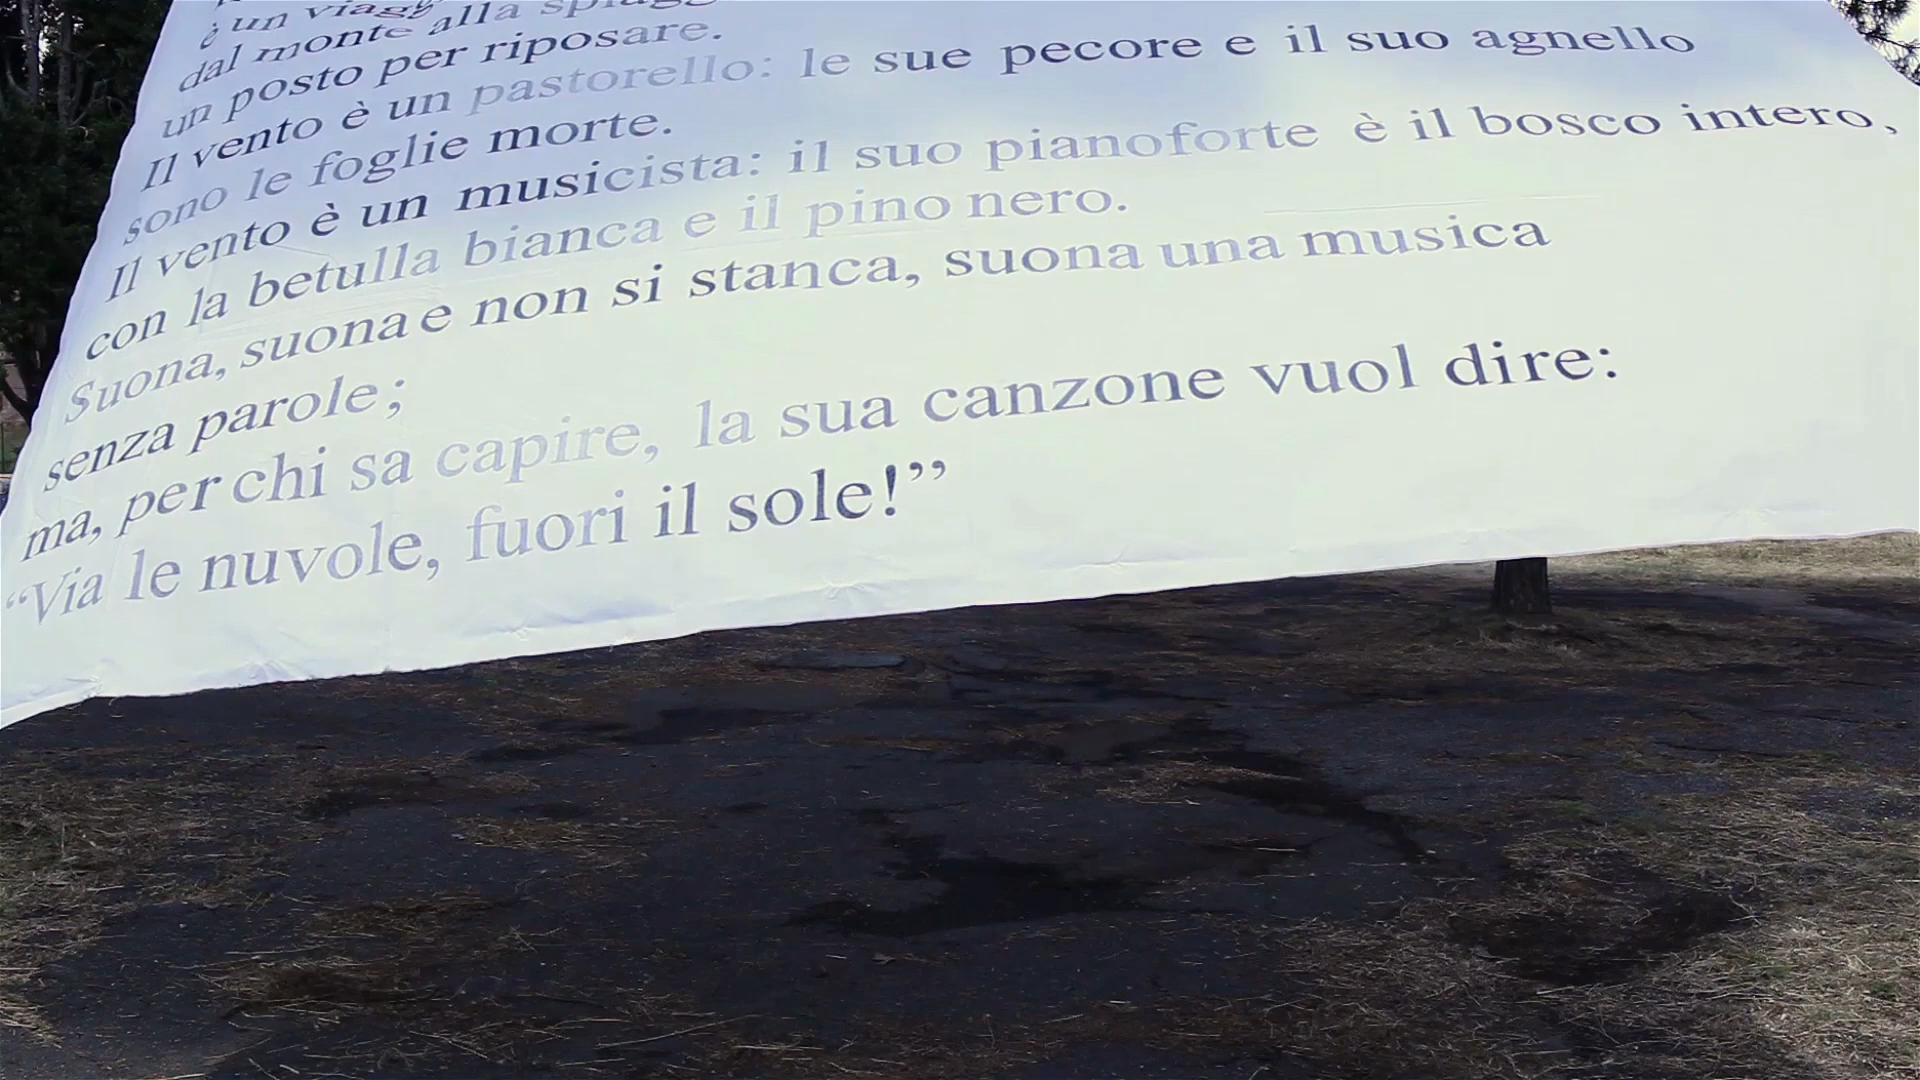 è un
dal monte alla
un posto per riposare.
Il vento è un pastorello: le sue pecore e il suo agnello
sono le foglie morte.
Il vento è un musicista: il suo pianoforte è il bosco intero,
con la betulla bianca e il pino nero.
Suona, suona e non si stanca, suona una musica
senza parole;
ma, per chi sa capire, la sua canzone vuol dire:
“Via le nuvole, fuori il sole!”